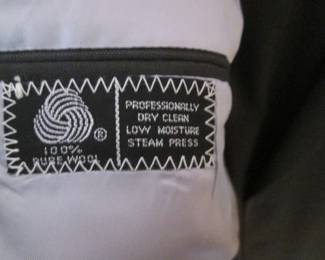 ®
100%
PURE WOOL
PROFESSIONALLY
DRY CLEAN
LOW MOISTURE
STEAM PRESS